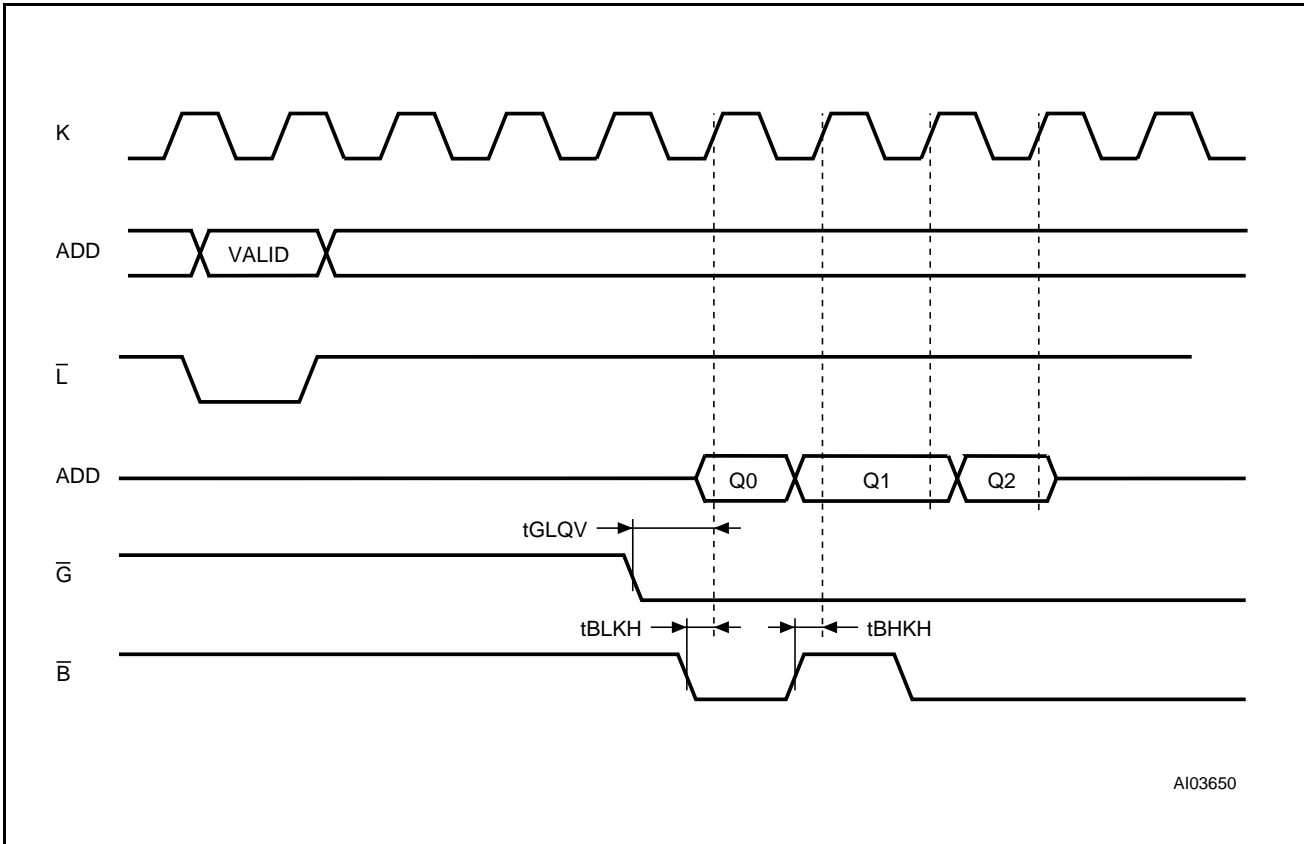 K
ADD
VALID
L̅
ADD
Q0
Q1
Q2
tGLQV
G̅
tBLKH
tBHKH
B̅
AI03650